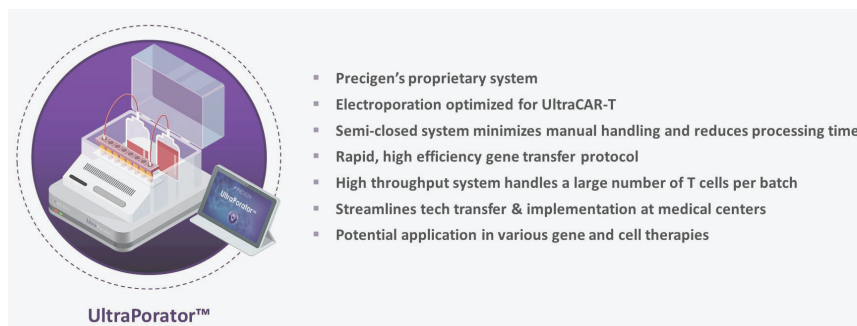 Precigen's proprietary system
Electroporation optimized for UltraCAR-T
Semi-closed system minimizes manual handling and reduces processing time
Rapid, high efficiency gene transfer protocol
High throughput system handles a large number of T cells per batch
Streamlines tech transfer & implementation at medical centers
Potential application in various gene and cell therapies
UltraPorator™
UltraPorator™